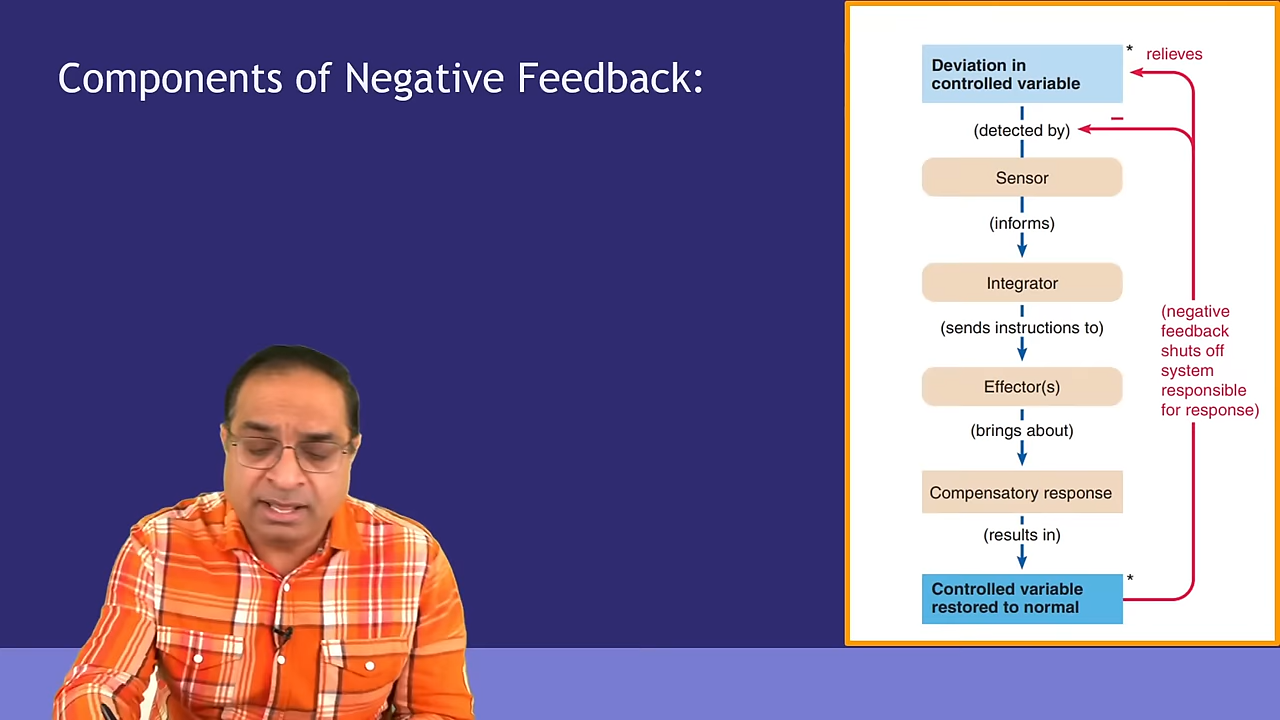 Components of Negative Feedback:
* relieves
Deviation in
controlled variable
–
(detected by)
Sensor
(informs)
Integrator
(sends instructions to)
(negative
feedback
shuts off
system
responsible
for response)
Effector(s)
(brings about)
Compensatory response
(results in)
*
Controlled variable
restored to normal